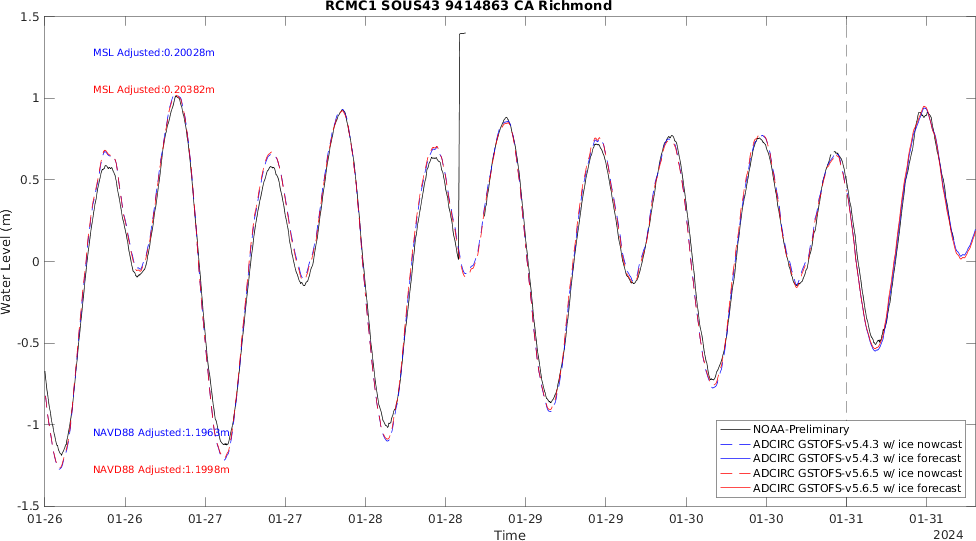 RCMC1 SOUS43 9414863 CA Richmond
1.5
1
0.5
0
-0.5
-1
-1.5
Water Level (m)
MSL Adjusted:0.20028m
MSL Adjusted:0.20382m
NAVD88 Adjusted:1.1963m
NAVD88 Adjusted:1.1998m
NOAA-Preliminary
ADCIRC GSTOFS-v5.4.3 w/ ice nowcast
ADCIRC GSTOFS-v5.4.3 w/ ice forecast
ADCIRC GSTOFS-v5.6.5 w/ ice nowcast
ADCIRC GSTOFS-v5.6.5 w/ ice forecast
01-26 01-26 01-27 01-27 01-28 01-28 01-29 01-29 01-30 01-30 01-31 01-31
Time
2024